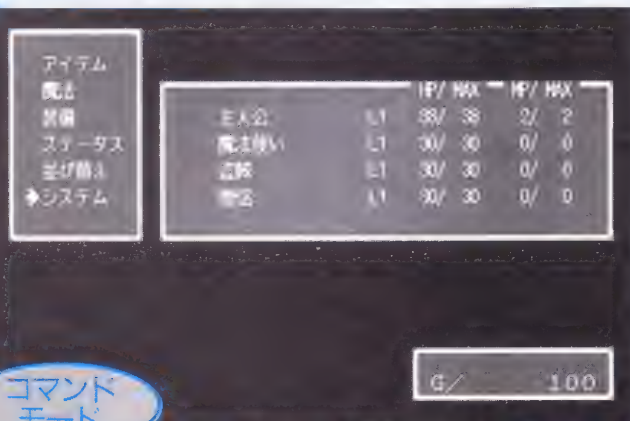 アイテム
魔法
装備
ステータス
並び替え
システム
HP/ MAX MP/ MAX
主人公 L1 38/ 38 2/ 2
魔法使い L1 30/ 30 0/ 0
盗賊 L1 30/ 30 0/ 0
L1 30/ 30 0/ 0
G/ 100
コマンド
モード